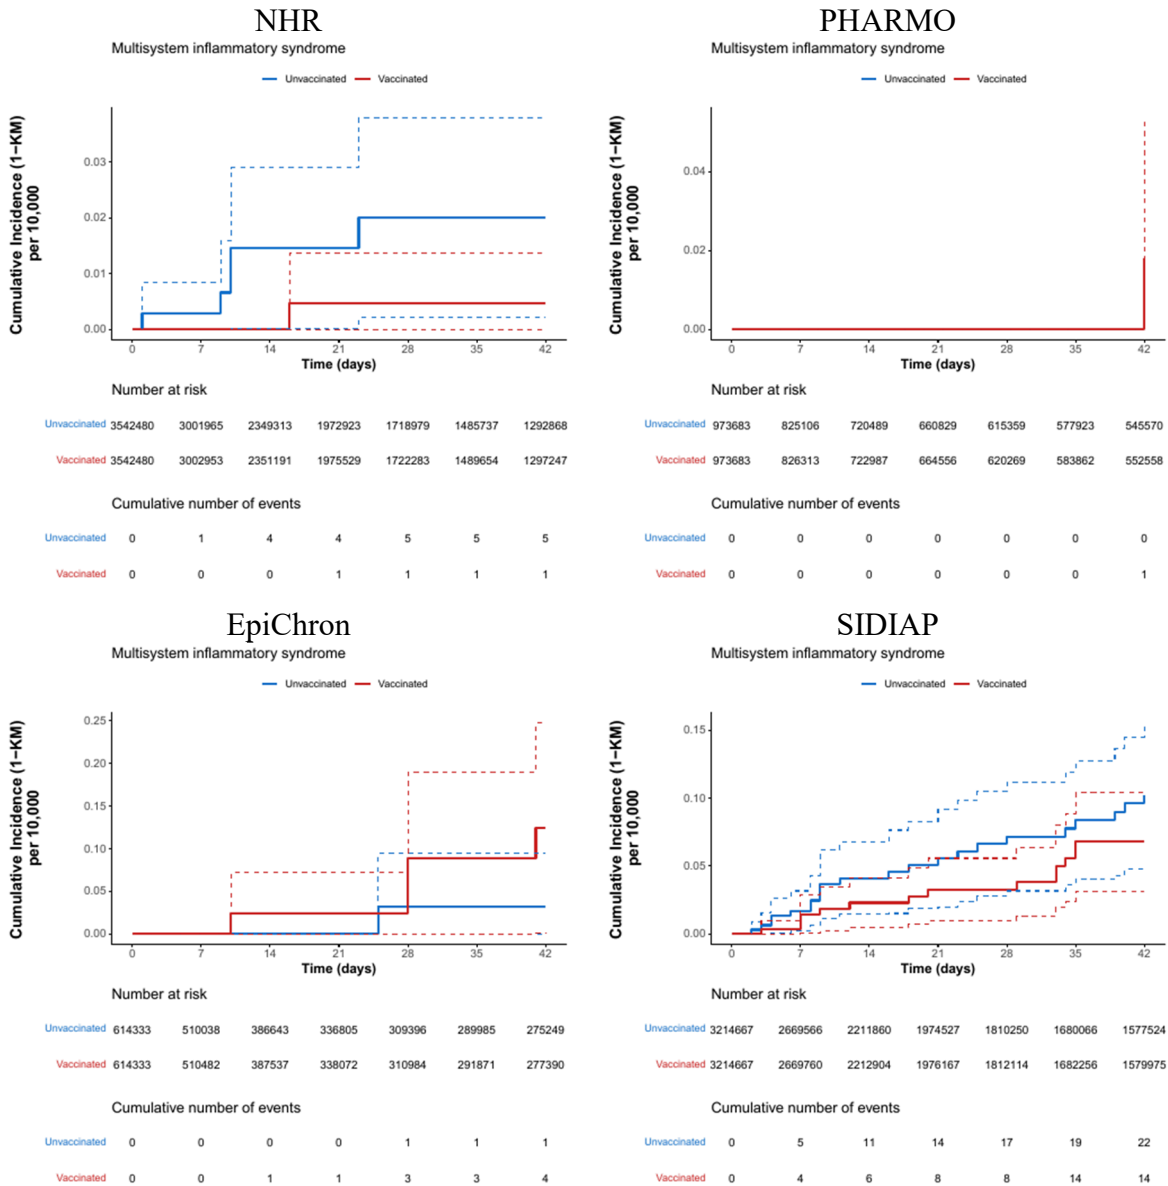 NHR
Multisystem inflammatory syndrome
Unvaccinated Vaccinated
Cumulative Incidence (1−KM)
per 10,000
0.03
0.02
0.01
0.00
0 7 14 21 28 35 42
Time (days)
Number at risk
Unvaccinated 3542480 3001965 2349313 1972923 1718979 1485737 1292868
Vaccinated 3542480 3002953 2351191 1975529 1722283 1489654 1297247
Cumulative number of events
Unvaccinated 0 1 4 4 5 5 5
Vaccinated 0 0 0 1 1 1 1
PHARMO
Multisystem inflammatory syndrome
Unvaccinated Vaccinated
Cumulative Incidence (1−KM)
per 10,000
0.04
0.02
0.00
0 7 14 21 28 35 42
Time (days)
Number at risk
Unvaccinated 973683 825106 720489 660829 615359 577923 545570
Vaccinated 973683 826313 722987 664556 620269 583862 552558
Cumulative number of events
Unvaccinated 0 0 0 0 0 0 0
Vaccinated 0 0 0 0 0 0 1
EpiChron
Multisystem inflammatory syndrome
Unvaccinated Vaccinated
Cumulative Incidence (1−KM)
per 10,000
0.25
0.20
0.15
0.10
0.05
0.00
0 7 14 21 28 35 42
Time (days)
Number at risk
Unvaccinated 614333 510038 386643 336805 309396 289985 275249
Vaccinated 614333 510482 387537 338072 310984 291871 277390
Cumulative number of events
Unvaccinated 0 0 0 0 1 1 1
Vaccinated 0 0 1 1 3 3 4
SIDIAP
Multisystem inflammatory syndrome
Unvaccinated Vaccinated
Cumulative Incidence (1−KM)
per 10,000
0.15
0.10
0.05
0.00
0 7 14 21 28 35 42
Time (days)
Number at risk
Unvaccinated 3214667 2669566 2211860 1974527 1810250 1680066 1577524
Vaccinated 3214667 2669760 2212904 1976167 1812114 1682256 1579975
Cumulative number of events
Unvaccinated 0 5 11 14 17 19 22
Vaccinated 0 4 6 8 8 14 14